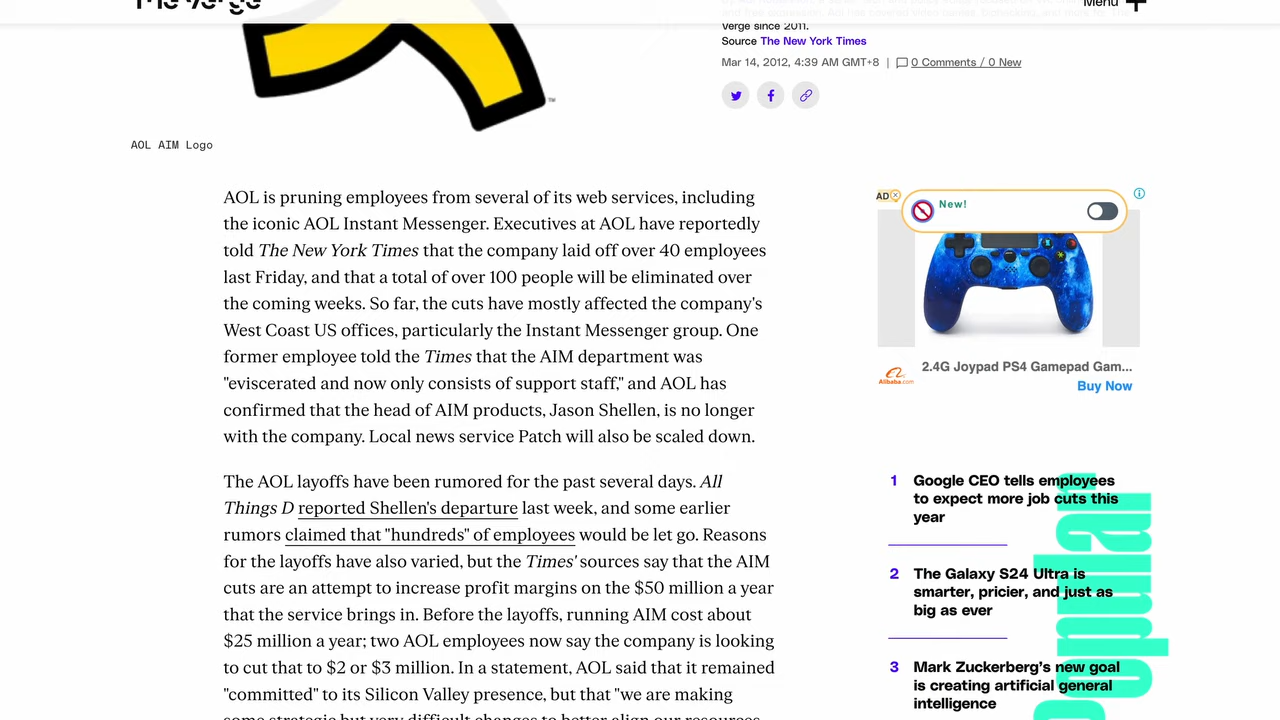 Menu
Verge since 2011.
Source The New York Times
Mar 14, 2012, 4:39 AM GMT+8 | 0 Comments / 0 New
™
AOL AIM Logo
AOL is pruning employees from several of its web services, including
the iconic AOL Instant Messenger. Executives at AOL have reportedly
told The New York Times that the company laid off over 40 employees
last Friday, and that a total of over 100 people will be eliminated over
the coming weeks. So far, the cuts have mostly affected the company's
West Coast US offices, particularly the Instant Messenger group. One
former employee told the Times that the AIM department was
"eviscerated and now only consists of support staff," and AOL has
confirmed that the head of AIM products, Jason Shellen, is no longer
with the company. Local news service Patch will also be scaled down.
The AOL layoffs have been rumored for the past several days. All
Things D reported Shellen's departure last week, and some earlier
rumors claimed that "hundreds" of employees would be let go. Reasons
for the layoffs have also varied, but the Times' sources say that the AIM
cuts are an attempt to increase profit margins on the $50 million a year
that the service brings in. Before the layoffs, running AIM cost about
$25 million a year; two AOL employees now say the company is looking
to cut that to $2 or $3 million. In a statement, AOL said that it remained
"committed" to its Silicon Valley presence, but that "we are making
some strategic but very difficult changes to better align our resources
AD
New!
2.4G Joypad PS4 Gamepad Gam...
Alibaba.com
Buy Now
1 Google CEO tells employees
to expect more job cuts this
year
2 The Galaxy S24 Ultra is
smarter, pricier, and just as
big as ever
3 Mark Zuckerberg's new goal
is creating artificial general
intelligence